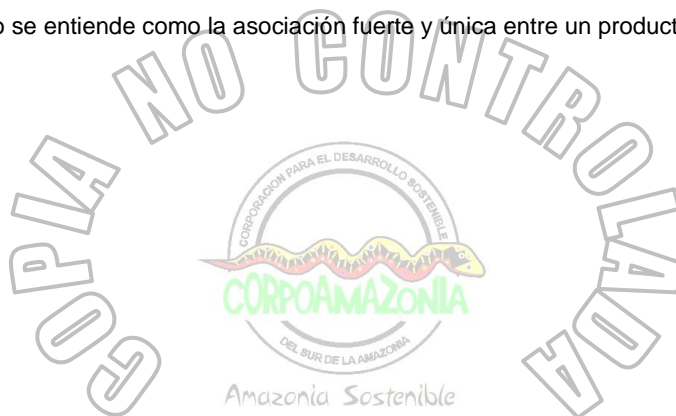 o se entiende como la asociación fuerte y única entre un product
COPIA NO CONTROLADA
CORPORACION PARA EL DESARROLLO SOSTENIBLE
CORPOAMAZONIA
DEL SUR DE LA AMAZONIA
Amazonia Sostenible